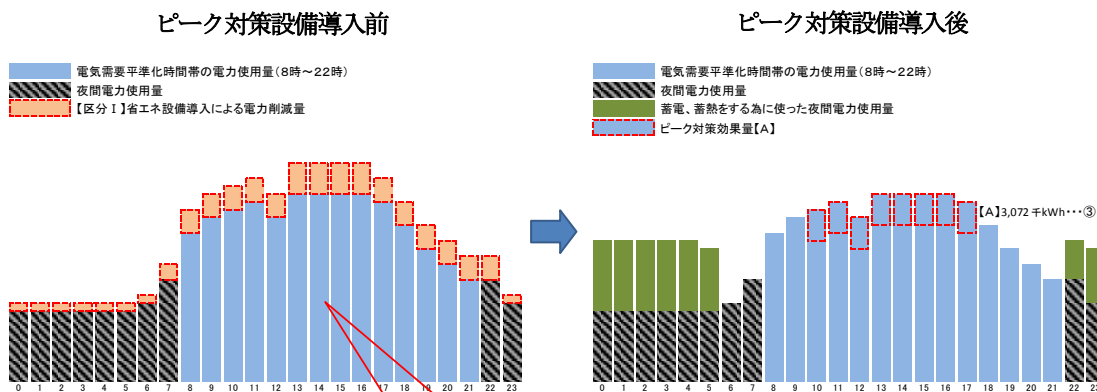 ピーク対策設備導入前
電気需要平準化時間帯の電力使用量(8時～22時)
夜間電力使用量
【区分Ⅰ】省エネ設備導入による電力削減量
0 1 2 3 4 5 6 7 8 9 10 11 12 13 14 15 16 17 18 19 20 21 22 23
ピーク対策設備導入後
電気需要平準化時間帯の電力使用量(8時～22時)
夜間電力使用量
蓄電、蓄熱をする為に使った夜間電力使用量
ピーク対策効果量【A】
【A】3,072 千kWh・・・③
0 1 2 3 4 5 6 7 8 9 10 11 12 13 14 15 16 17 18 19 20 21 22 23